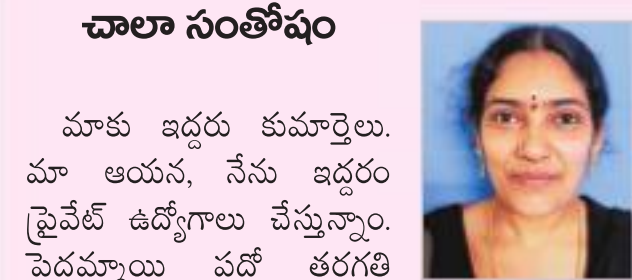 చాలా సంతోషం
మాకు ఇద్దరు కుమార్తెలు.
మా ఆయన, నేను ఇద్దరం
ప్రైవేట్ ఉద్యోగాలు చేస్తున్నాం.
పెదమ్మాయి పదో తరగతి